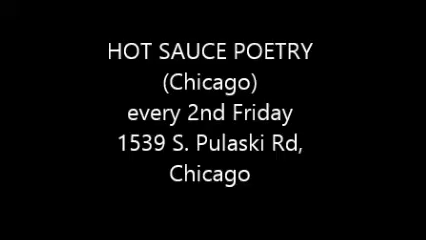 HOT SAUCE POETRY
(Chicago)
every 2nd Friday
1539 S. Pulaski Rd,
Chicago